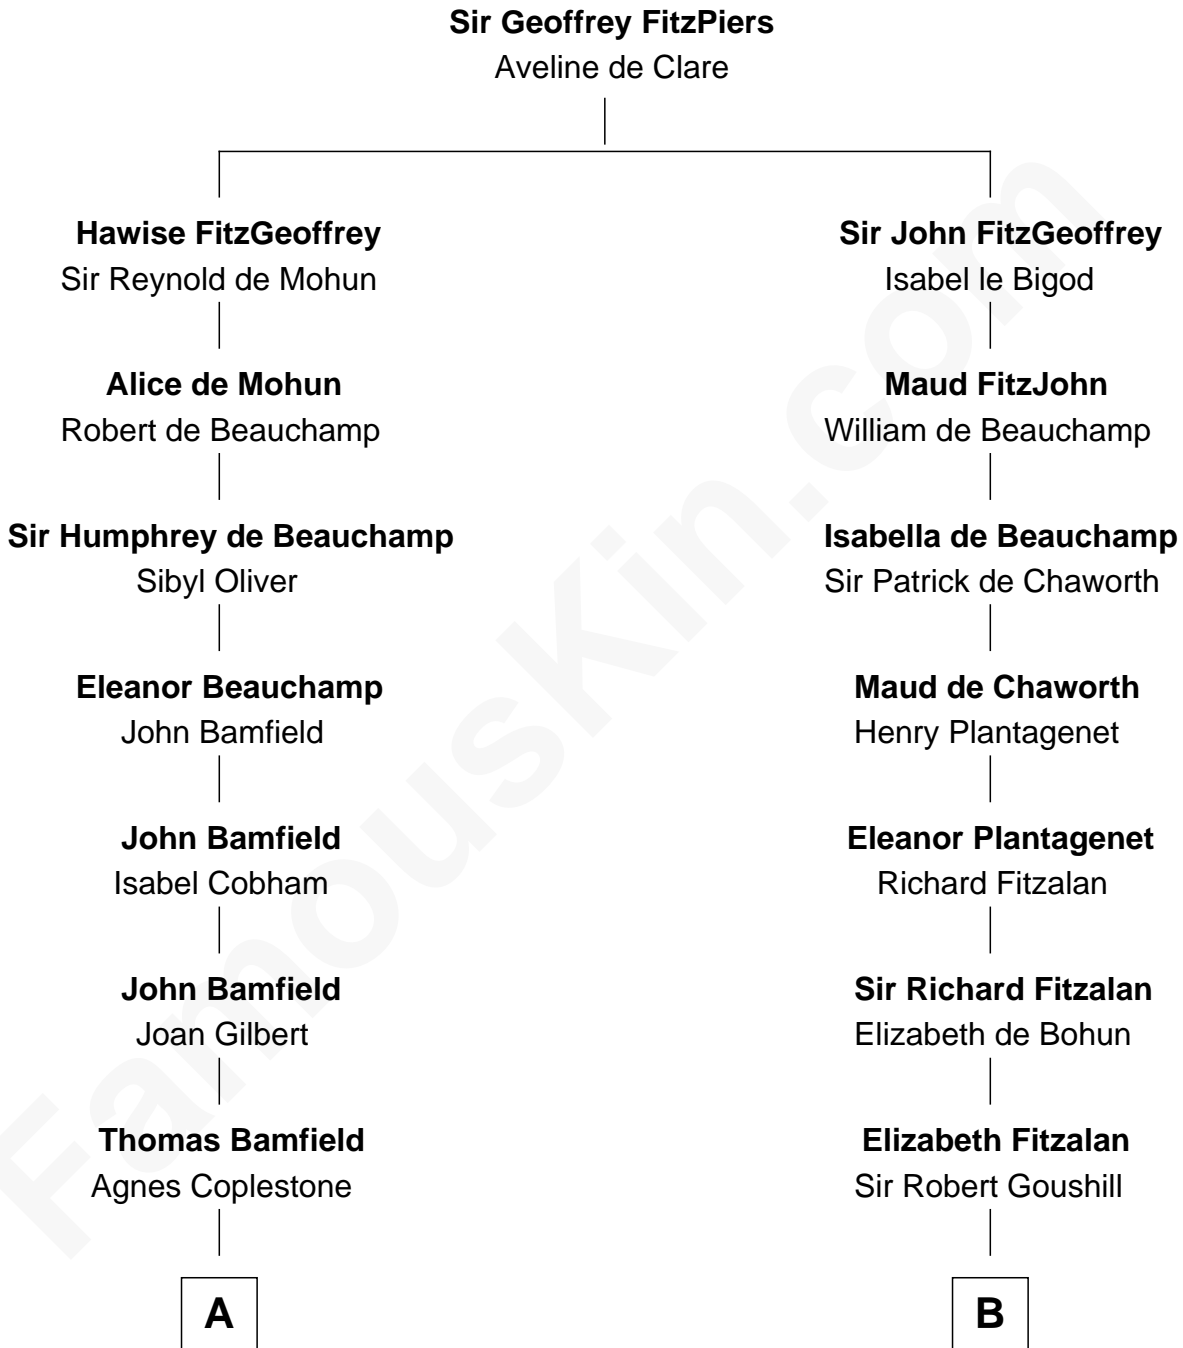 Sir Geoffrey FitzPiers
Aveline de Clare
Hawise FitzGeoffrey
Sir Reynold de Mohun
Alice de Mohun
Robert de Beauchamp
Sir Humphrey de Beauchamp
Sibyl Oliver
Eleanor Beauchamp
John Bamfield
John Bamfield
Isabel Cobham
John Bamfield
Joan Gilbert
Thomas Bamfield
Agnes Coplestone
A
Sir John FitzGeoffrey
Isabel le Bigod
Maud FitzJohn
William de Beauchamp
Isabella de Beauchamp
Sir Patrick de Chaworth
Maud de Chaworth
Henry Plantagenet
Eleanor Plantagenet
Richard Fitzalan
Sir Richard Fitzalan
Elizabeth de Bohun
Elizabeth Fitzalan
Sir Robert Goushill
B
FamousKin.com